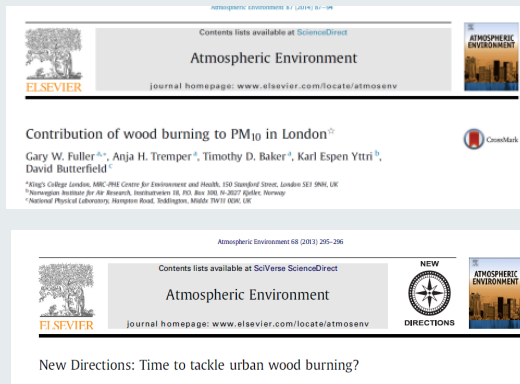 Atmospheric Environment 87 (2014) 87–94
Contents lists available at ScienceDirect
Atmospheric Environment
ELSEVIER
journal homepage: www.elsevier.com/locate/atmosenv
ATMOSPHERIC
ENVIRONMENT
Contribution of wood burning to PM10 in London☆
CrossMark
Gary W. Fuller a,*, Anja H. Tremper a, Timothy D. Baker a, Karl Espen Yttri b,
David Butterfield c
a King's College London, MRC-PHE Centre for Environment and Health, 150 Stamford Street, London SE1 9NH, UK
b Norwegian Institute for Air Research, Instituttveien 18, P.O. Box 100, N-2027 Kjeller, Norway
c National Physical Laboratory, Hampton Road, Teddington, Middx TW11 0LW, UK
Atmospheric Environment 68 (2013) 295–296
Contents lists available at SciVerse ScienceDirect
NEW
Atmospheric Environment
ATMOSPHERIC
ENVIRONMENT
ELSEVIER
journal homepage: www.elsevier.com/locate/atmosenv
DIRECTIONS
New Directions: Time to tackle urban wood burning?